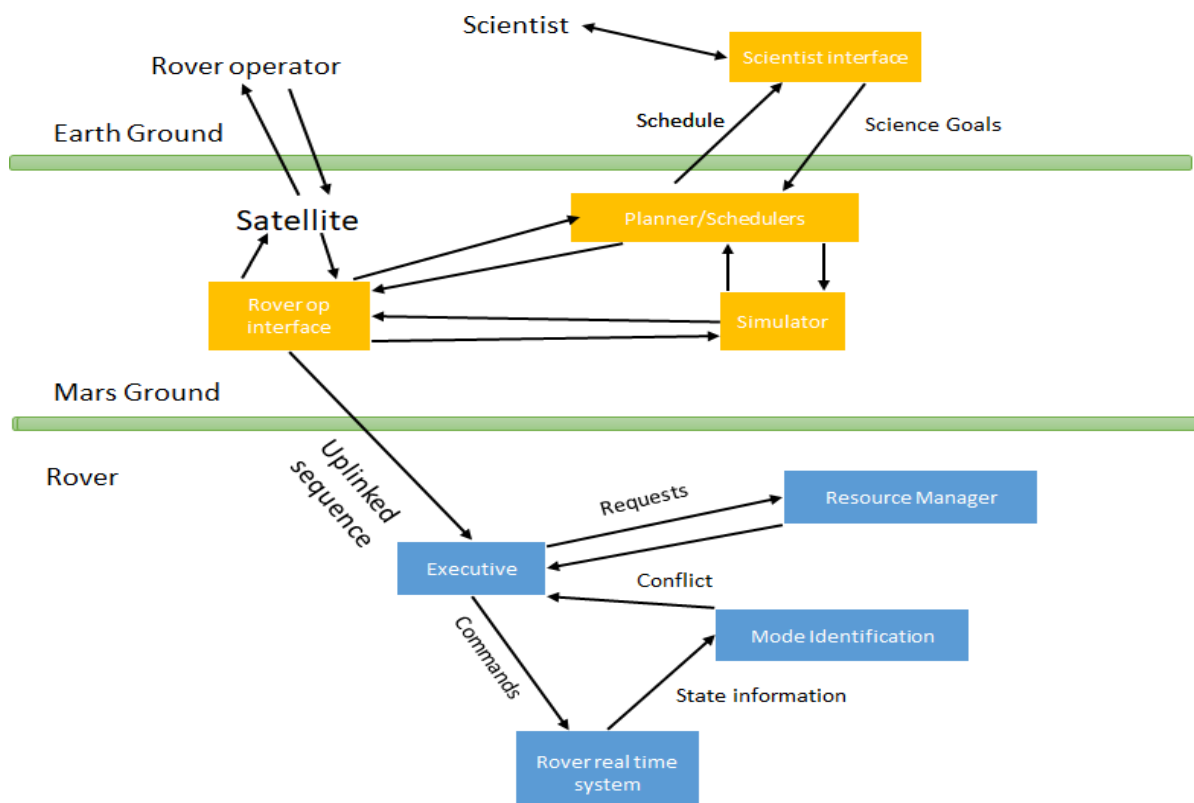 Scientist
Scientist interface
Rover operator
Schedule
Science Goals
Earth Ground
Satellite
Planner/Schedulers
Rover op
interface
Simulator
Mars Ground
Rover
Uplinked
sequence
Requests
Resource Manager
Executive
Conflict
Mode Identification
Commands
State information
Rover real time
system